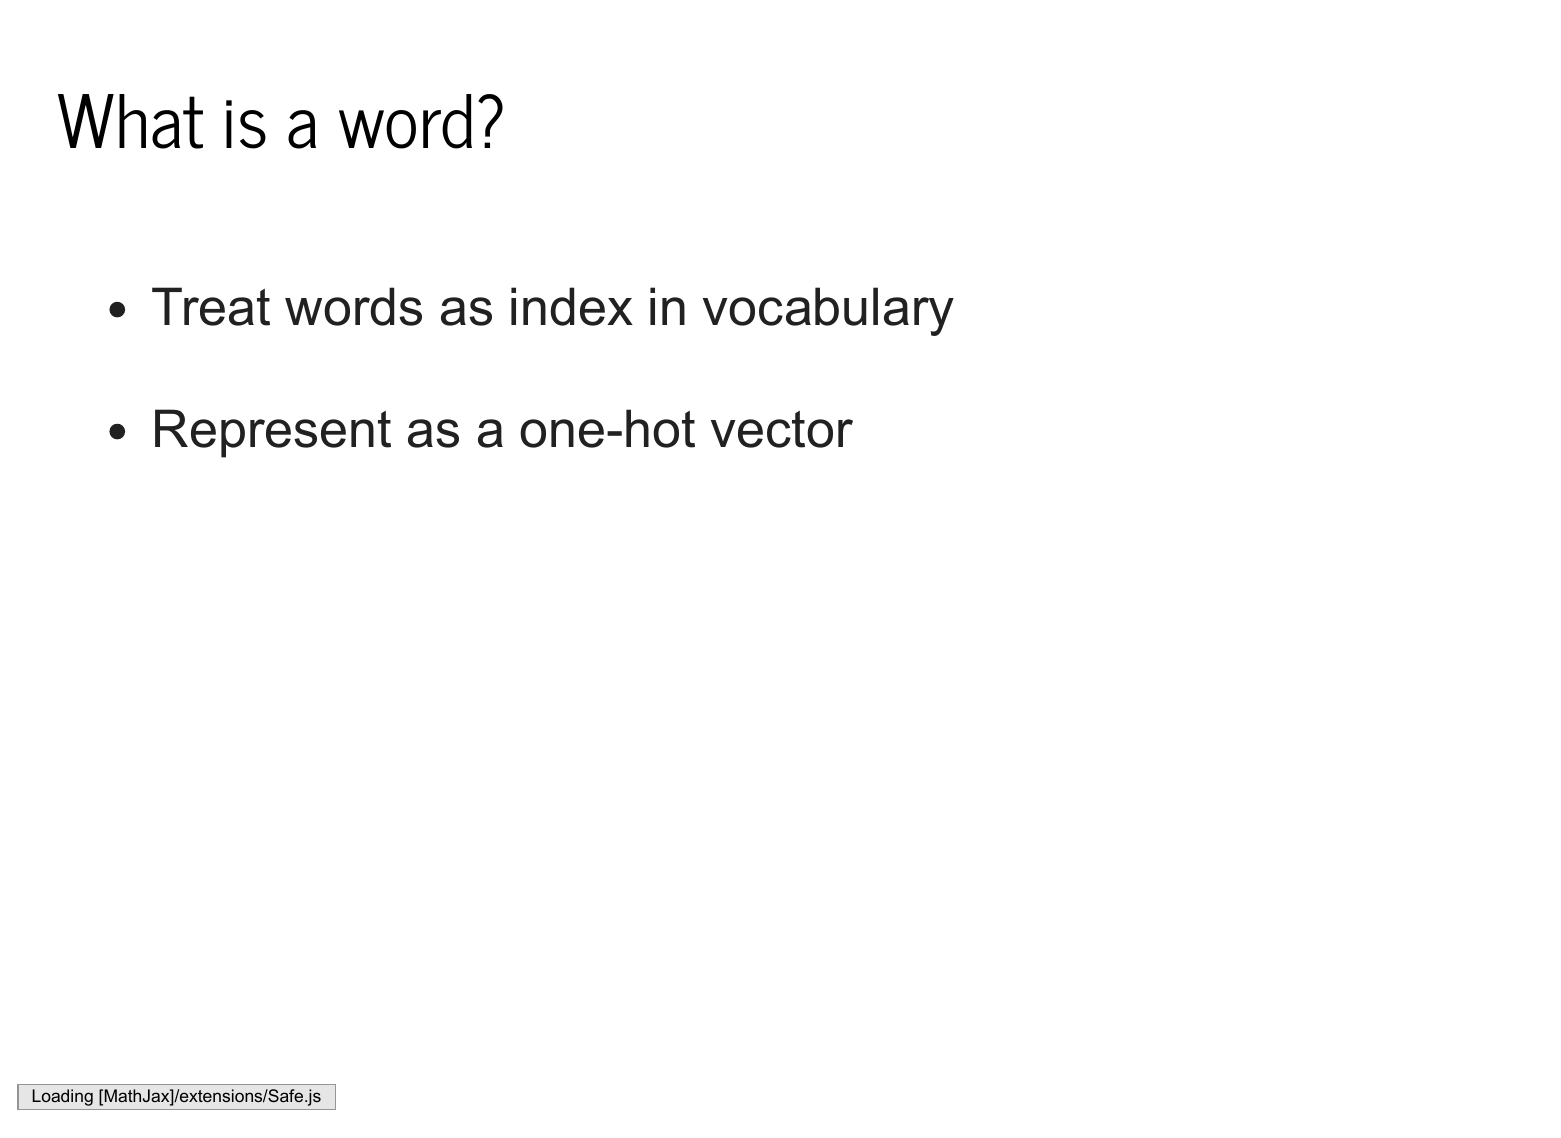 What is a word?
• Treat words as index in vocabulary
• Represent as a one-hot vector
Loading [MathJax]/extensions/Safe.js